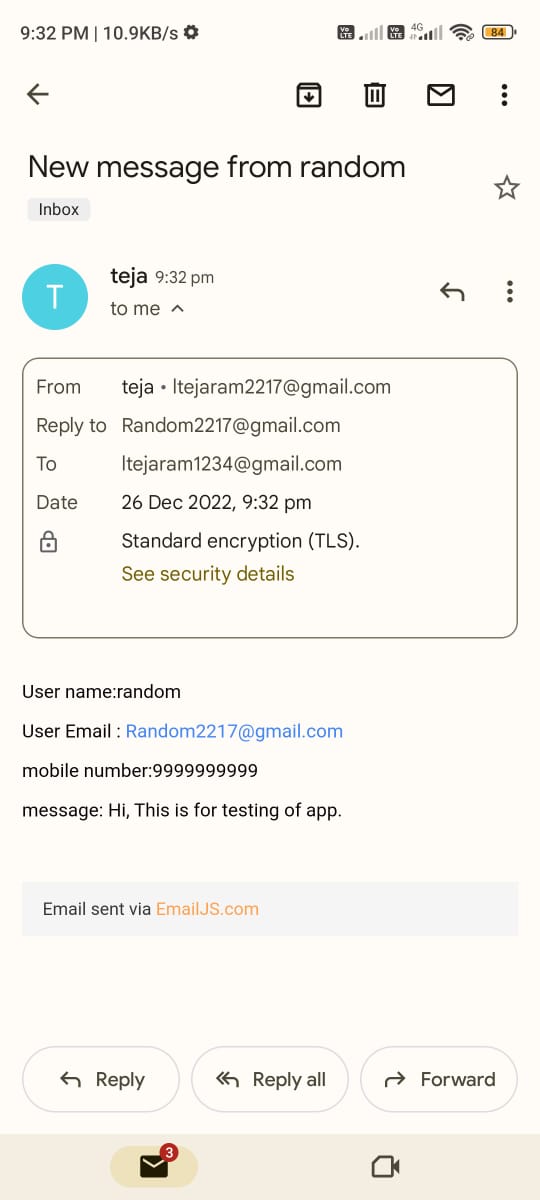 9:32 PM | 10.9KB/s
Vo LTE Vo LTE 4G 84
New message from random
Inbox
T
teja 9:32 pm
to me
From teja • ltejaram2217@gmail.com
Reply to Random2217@gmail.com
To ltejaram1234@gmail.com
Date 26 Dec 2022, 9:32 pm
Standard encryption (TLS).
See security details
User name:random
User Email : Random2217@gmail.com
mobile number:9999999999
message: Hi, This is for testing of app.
Email sent via EmailJS.com
Reply Reply all Forward
3